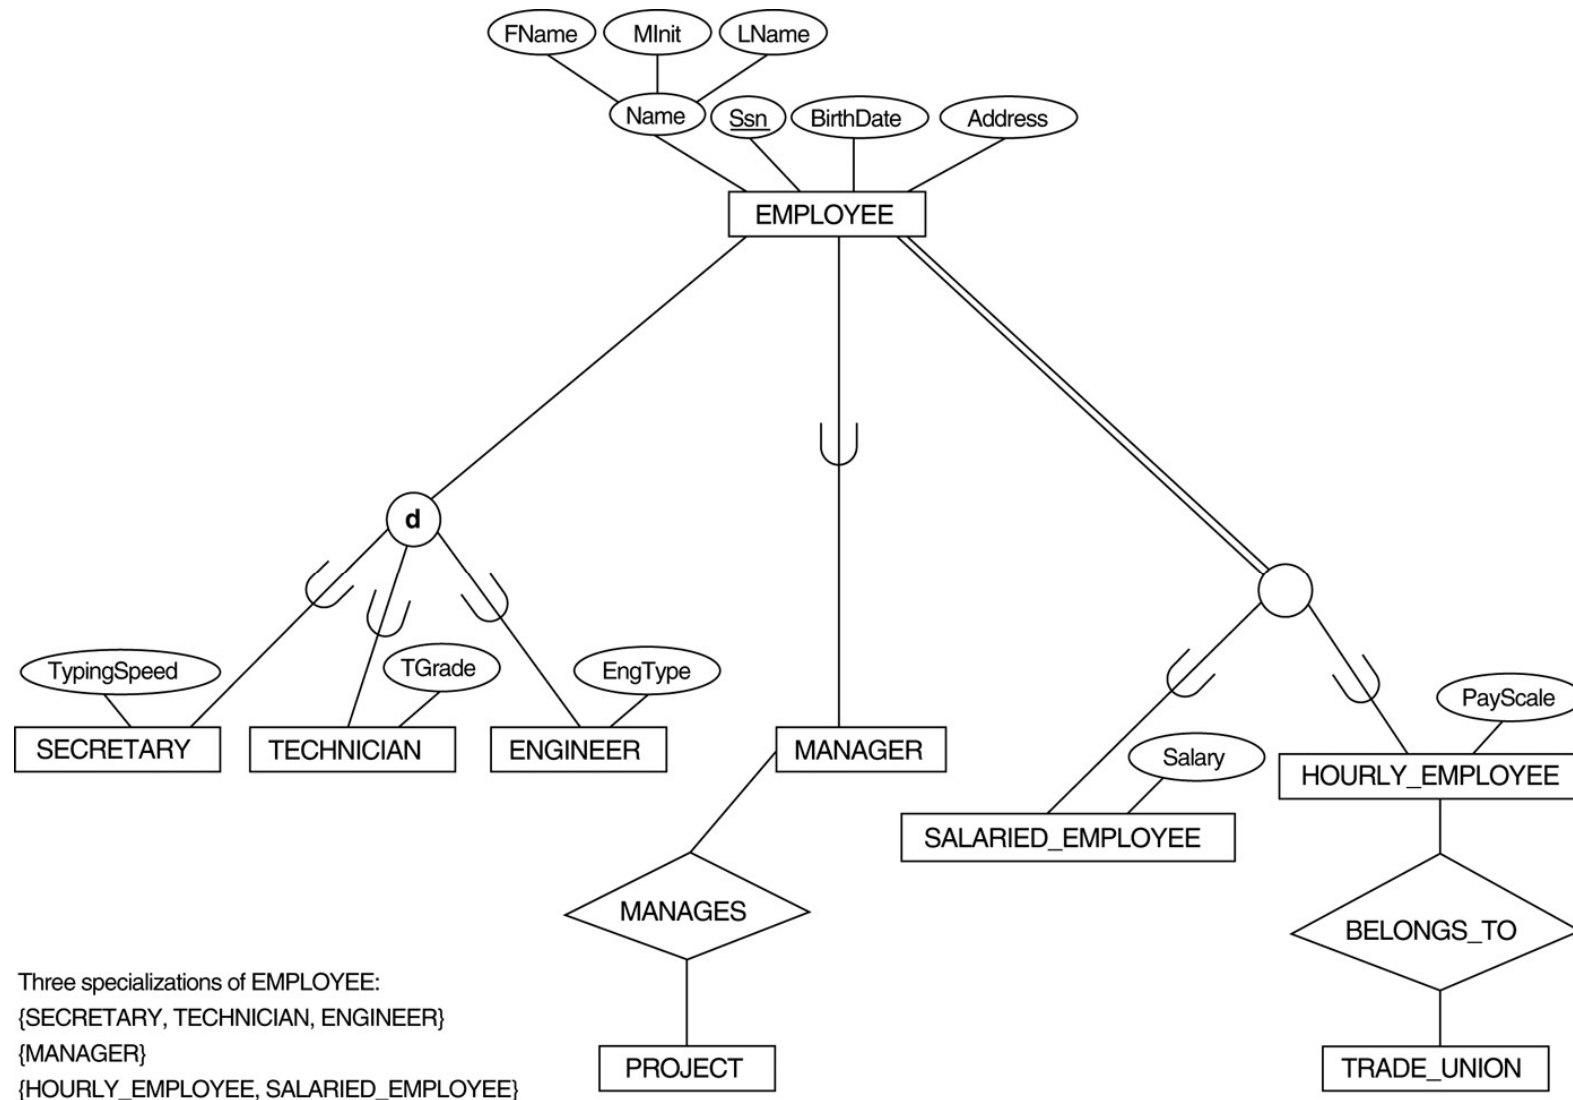 FName MInit LName
Name Ssn BirthDate Address
EMPLOYEE
d
TypingSpeed TGrade EngType
PayScale
SECRETARY TECHNICIAN ENGINEER MANAGER
Salary
HOURLY_EMPLOYEE
SALARIED_EMPLOYEE
MANAGES
BELONGS_TO
Three specializations of EMPLOYEE:
{SECRETARY, TECHNICIAN, ENGINEER}
{MANAGER}
{HOURLY_EMPLOYEE, SALARIED_EMPLOYEE}
PROJECT
TRADE_UNION